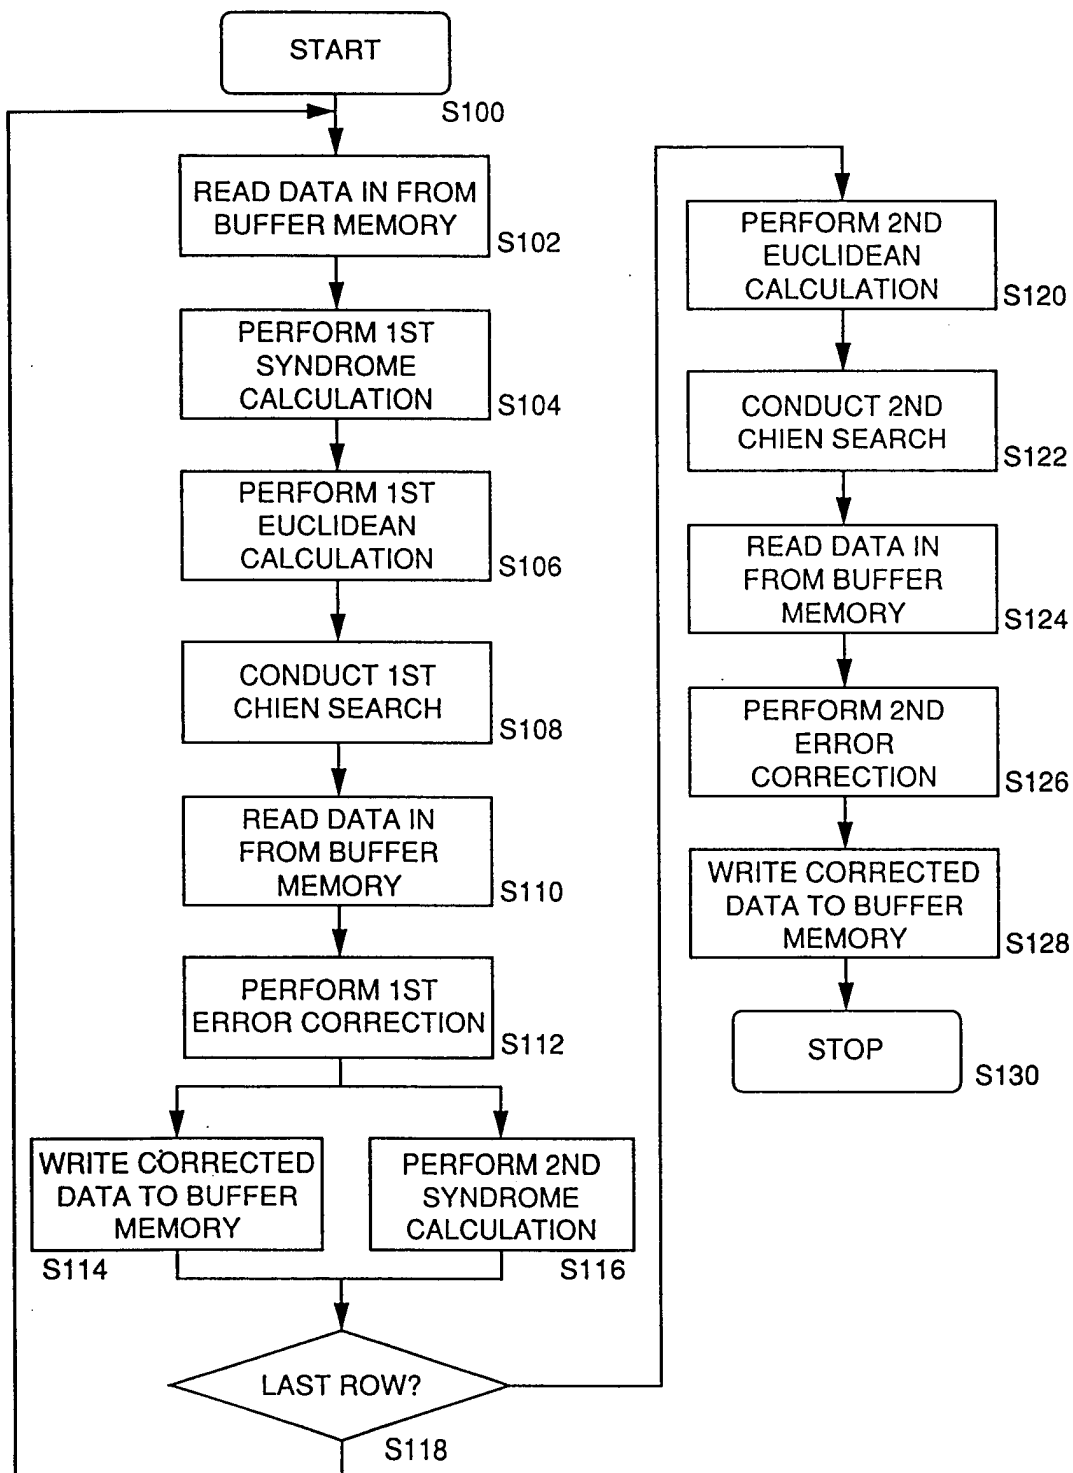 START
S100
READ DATA IN FROM
BUFFER MEMORY
S102
PERFORM 1ST
SYNDROME
CALCULATION
S104
PERFORM 1ST
EUCLIDEAN
CALCULATION
S106
CONDUCT 1ST
CHIEN SEARCH
S108
READ DATA IN
FROM BUFFER
MEMORY
S110
PERFORM 1ST
ERROR CORRECTION
S112
WRITE CORRECTED
DATA TO BUFFER
MEMORY
S114
PERFORM 2ND
SYNDROME
CALCULATION
S116
LAST ROW?
S118
PERFORM 2ND
EUCLIDEAN
CALCULATION
S120
CONDUCT 2ND
CHIEN SEARCH
S122
READ DATA IN
FROM BUFFER
MEMORY
S124
PERFORM 2ND
ERROR
CORRECTION
S126
WRITE CORRECTED
DATA TO BUFFER
MEMORY
S128
STOP
S130